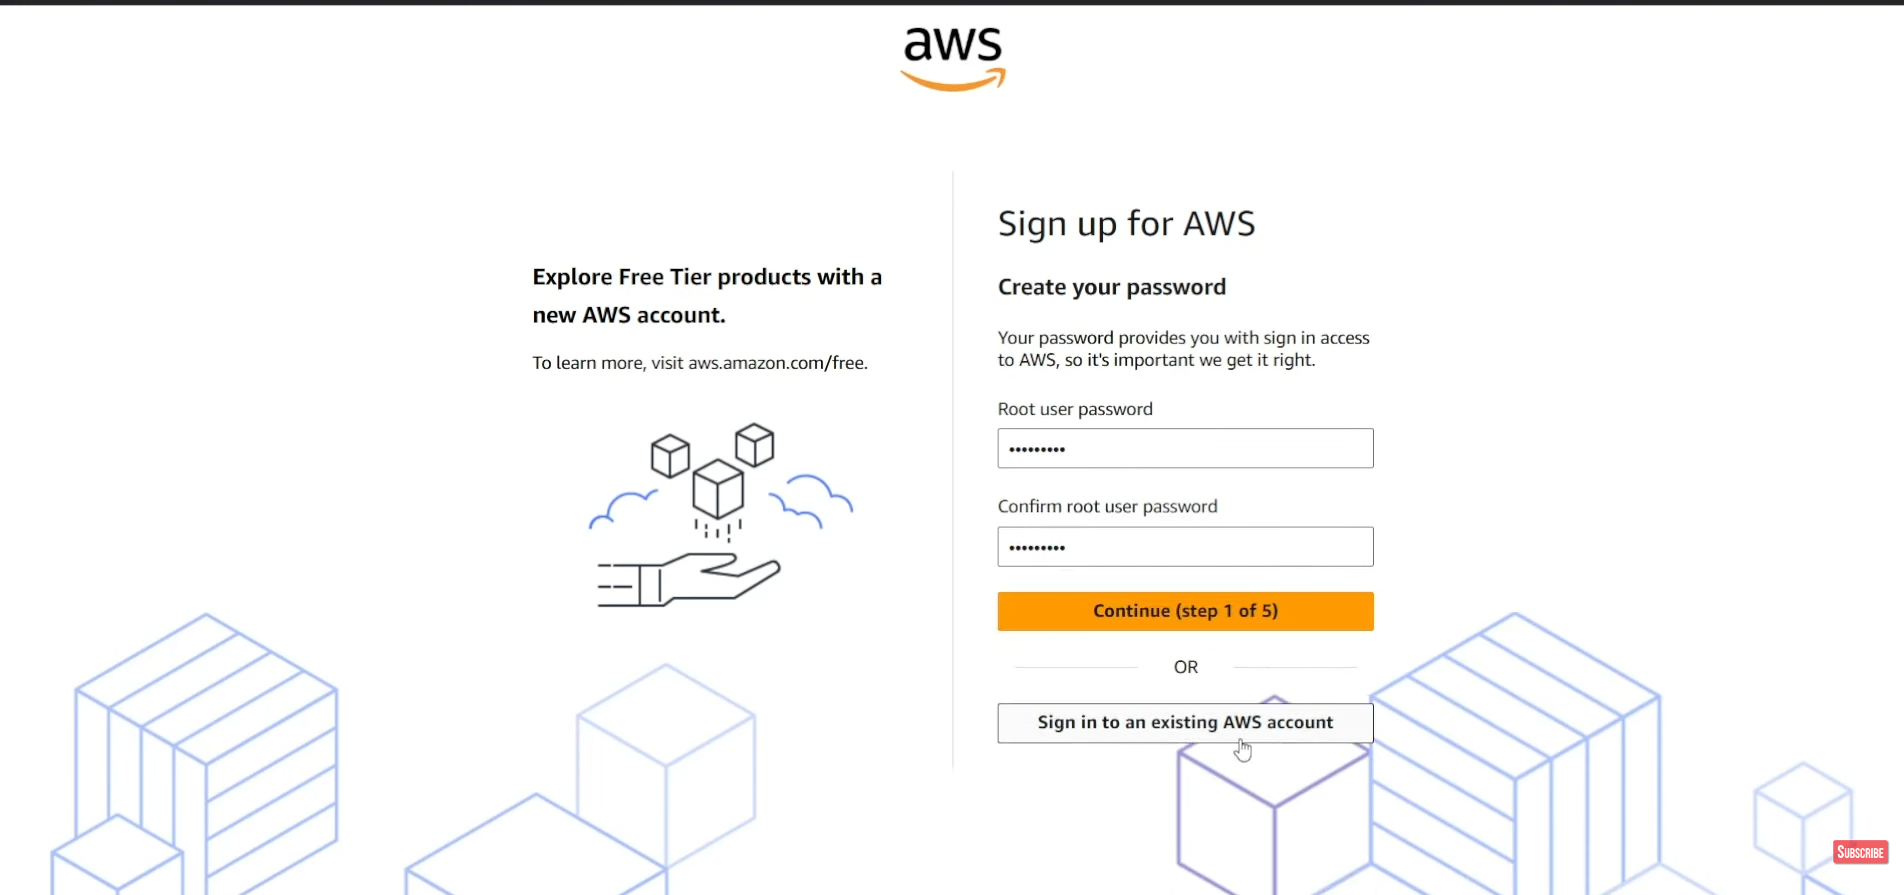 aws
Explore Free Tier products with a
new AWS account.
To learn more, visit aws.amazon.com/free.
Sign up for AWS
Create your password
Your password provides you with sign in access
to AWS, so it's important we get it right.
Root user password
•••••••••
Confirm root user password
•••••••••
Continue (step 1 of 5)
OR
Sign in to an existing AWS account
SUBSCRIBE